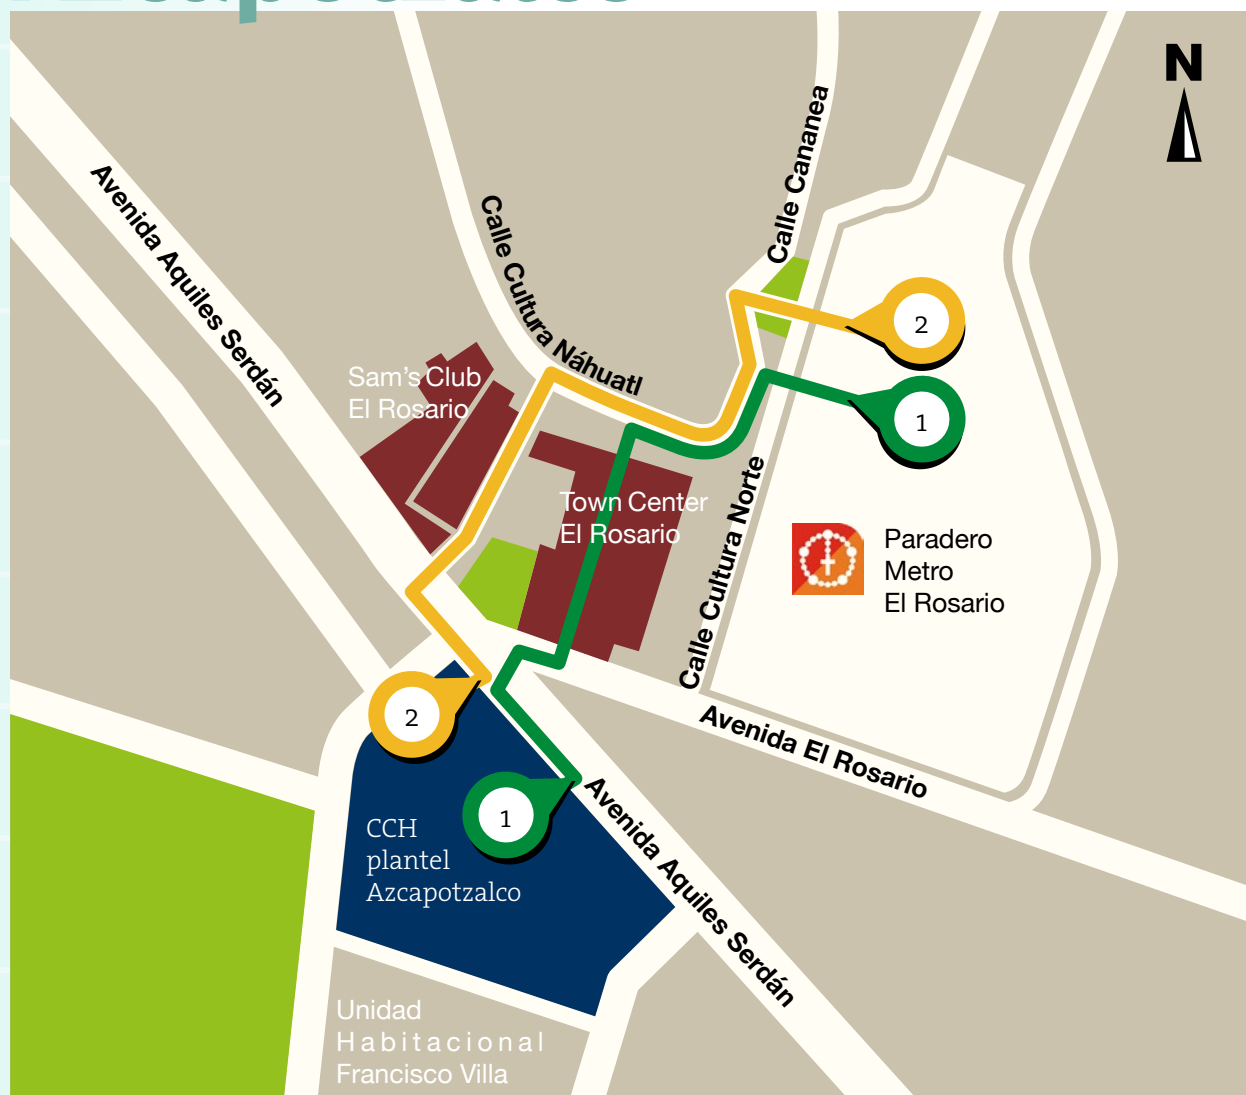 N
Calle Cananea
Avenida Aquiles Serdán
Calle Cultura Náhuatl
2
Sam's Club
El Rosario
1
Town Center
El Rosario
Calle Cultura Norte
Paradero
Metro
El Rosario
2
Avenida El Rosario
1
CCH
plantel
Azcapotzalco
Avenida Aquiles Serdán
Unidad
Habitacional
Francisco Villa